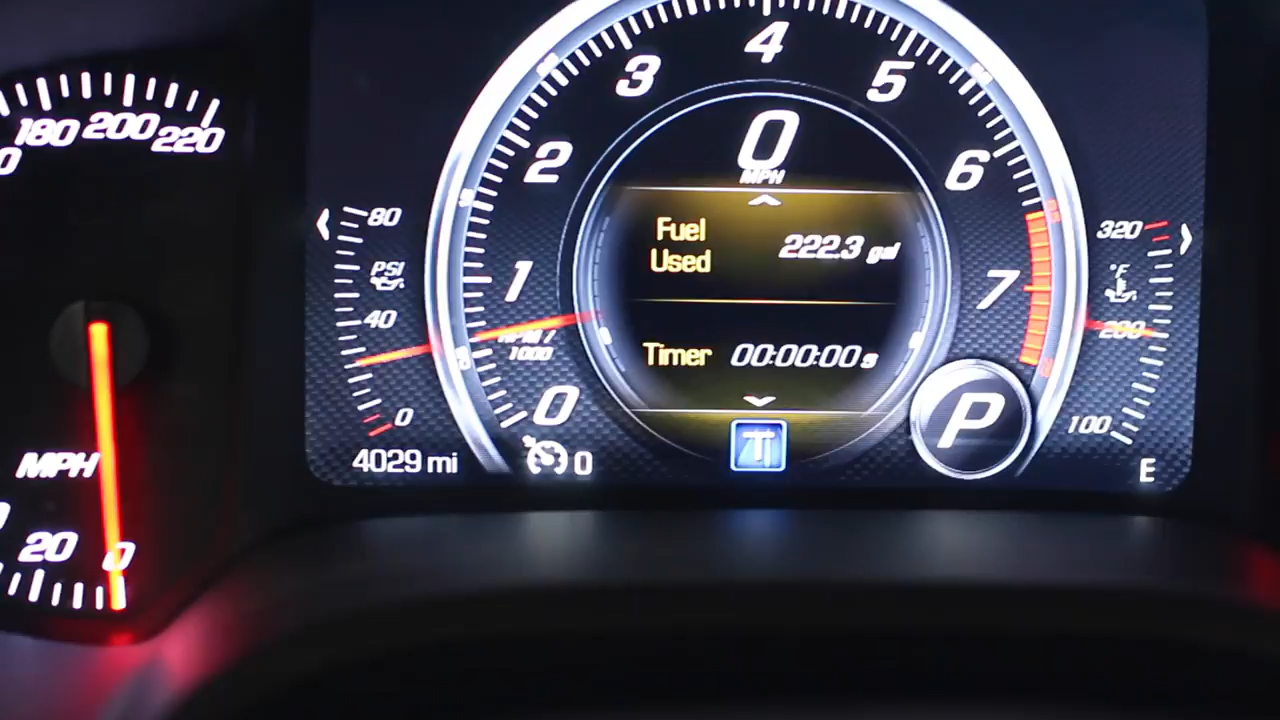 180 200 220
MPH
20 0
80
PSI
40
0
4029 mi
0
1
2
3
4
5
6
7
RPM /
1000
0
MPH
Fuel
Used
222.3 gal
Timer
00:00:00 s
T
P
0
320
°F
200
100
E